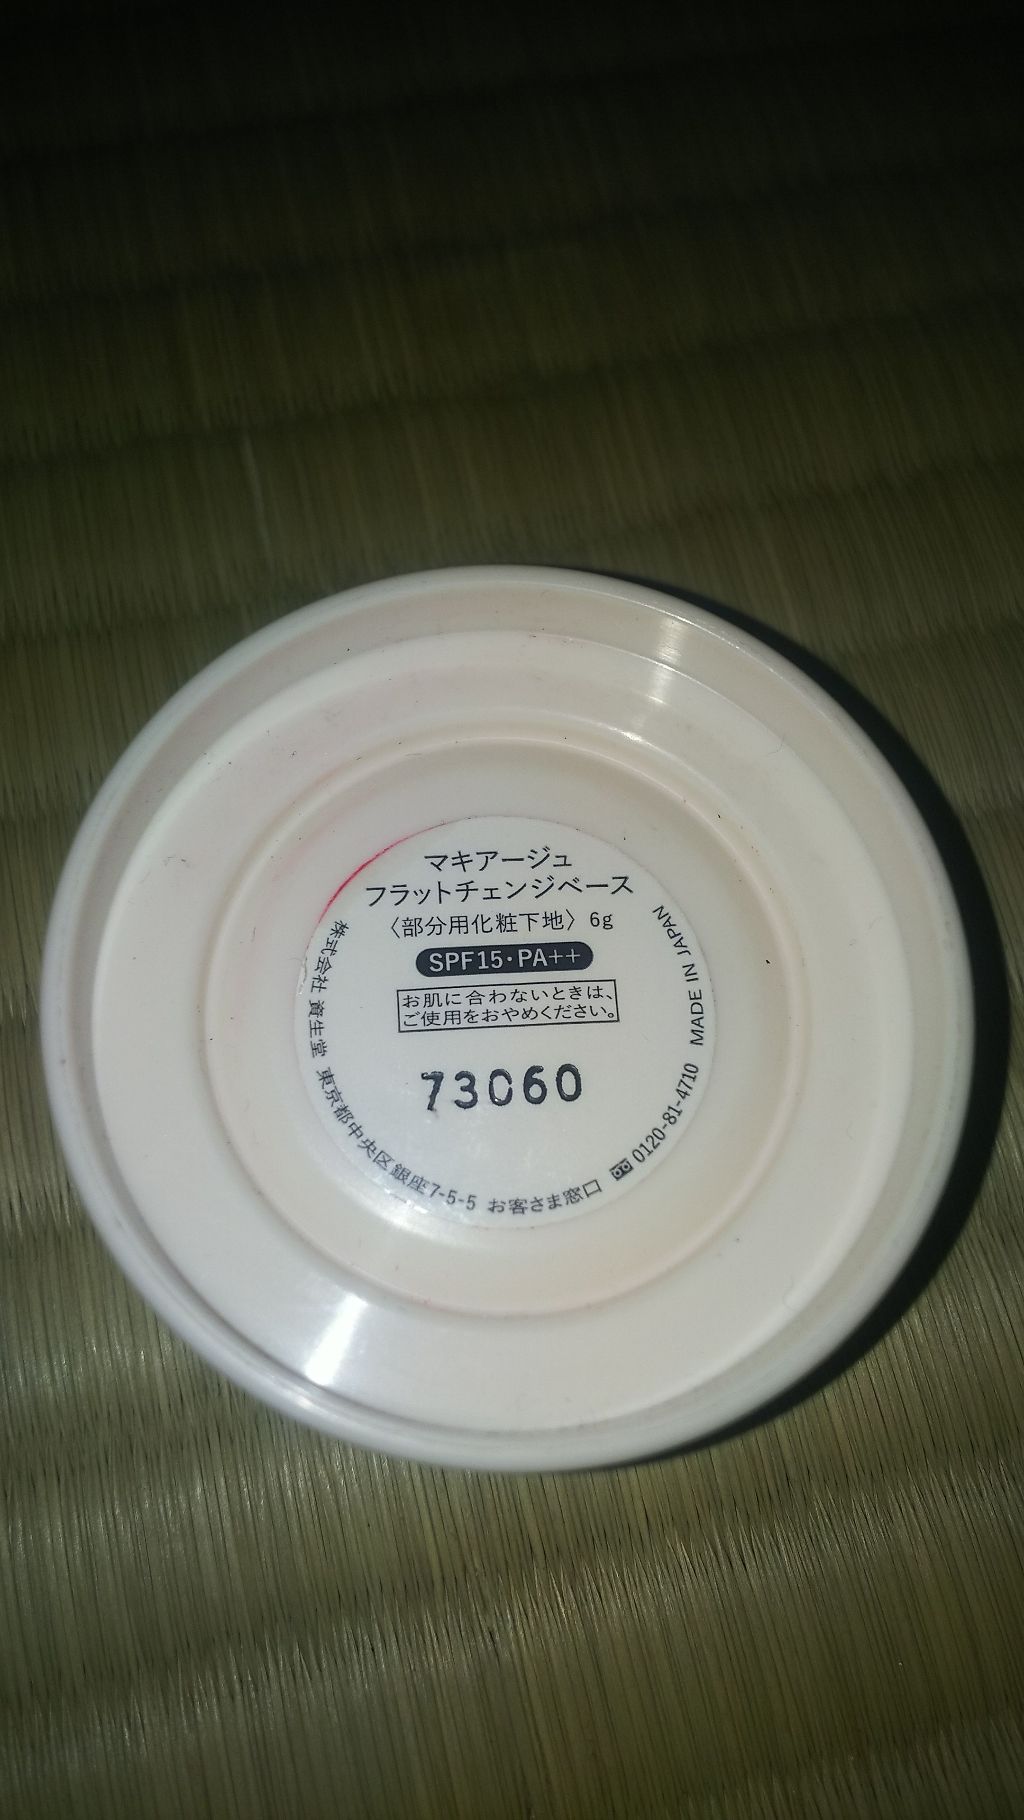 マキアージュ
フラットチェンジベース
〈部分用化粧下地〉6g
SPF15・PA++
お肌に合わないときは、
ご使用をおやめください。
73060
株式会社 資生堂 東京都中央区銀座7-5-5 お客さま窓口 0120-81-4710 MADE IN JAPAN